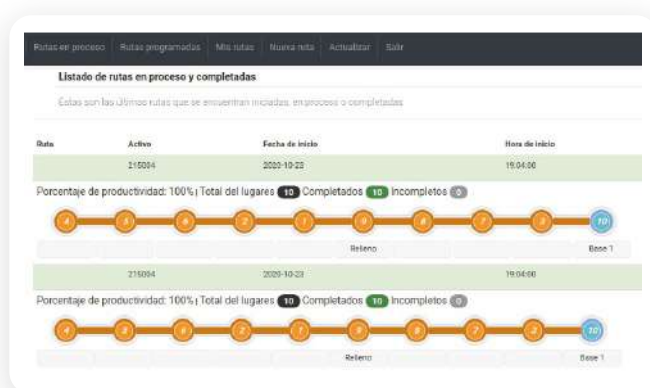 Rutas en proceso Rutas programadas Mis rutas Nueva ruta Actualizar Salir
Listado de rutas en proceso y completadas
Estas son las últimas rutas que se encuentran iniciadas, en proceso o completadas
Ruta Activo Fecha de inicio Hora de inicio
215004 2020-10-23 19:04:00
Porcentaje de productividad: 100% | Total del lugares 10 Completados 10 Incompletos 0
4 6 2 1 9 8 7 3 10
Relleno Base 1
215004 2020-10-23 19:04:00
Porcentaje de productividad: 100% | Total del lugares 10 Completados 10 Incompletos 0
4 6 2 1 9 8 7 10
Relleno Base 1